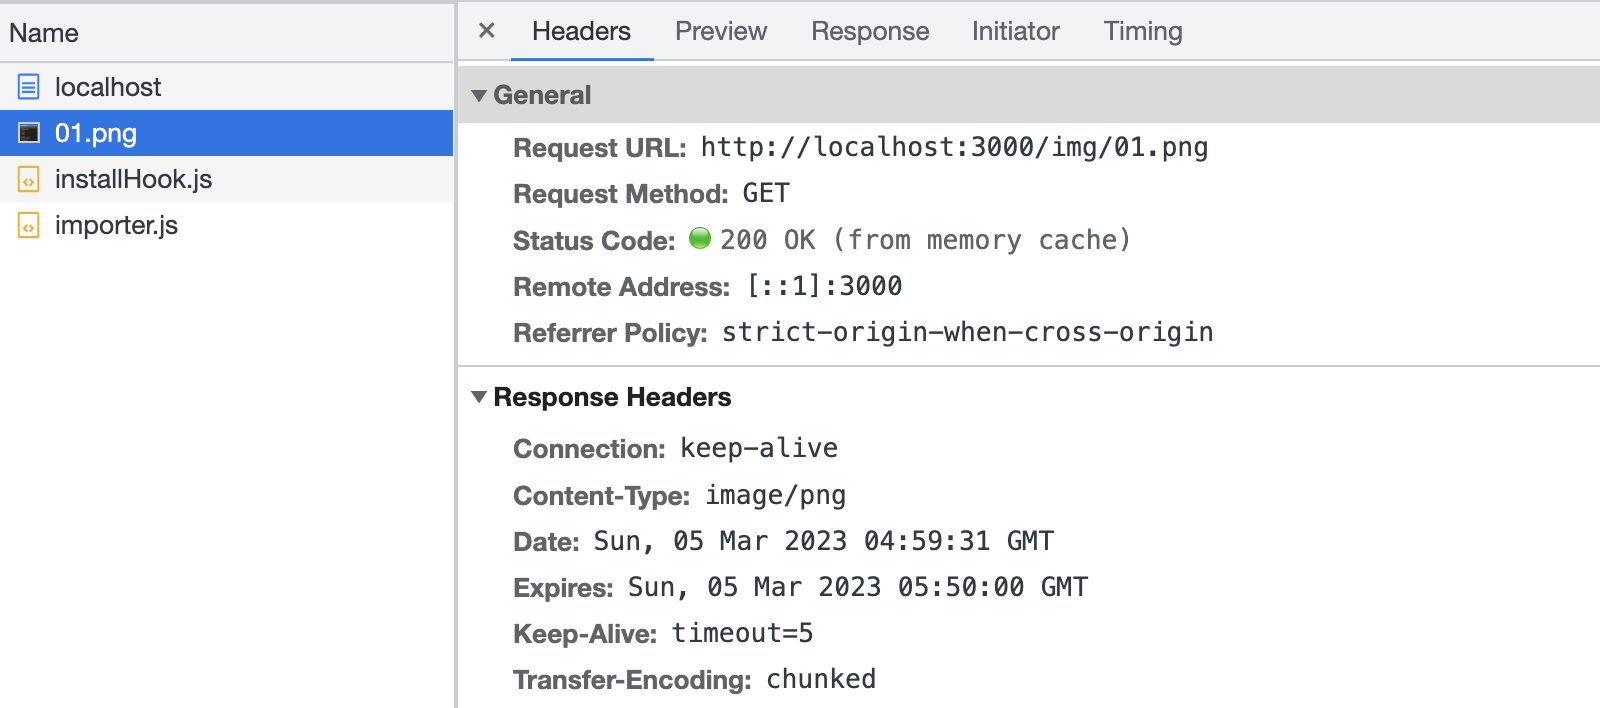 Name
localhost
01.png
installHook.js
importer.js
× Headers Preview Response Initiator Timing
General
Request URL: http://localhost:3000/img/01.png
Request Method: GET
Status Code: 200 OK (from memory cache)
Remote Address: [::1]:3000
Referrer Policy: strict-origin-when-cross-origin
Response Headers
Connection: keep-alive
Content-Type: image/png
Date: Sun, 05 Mar 2023 04:59:31 GMT
Expires: Sun, 05 Mar 2023 05:50:00 GMT
Keep-Alive: timeout=5
Transfer-Encoding: chunked